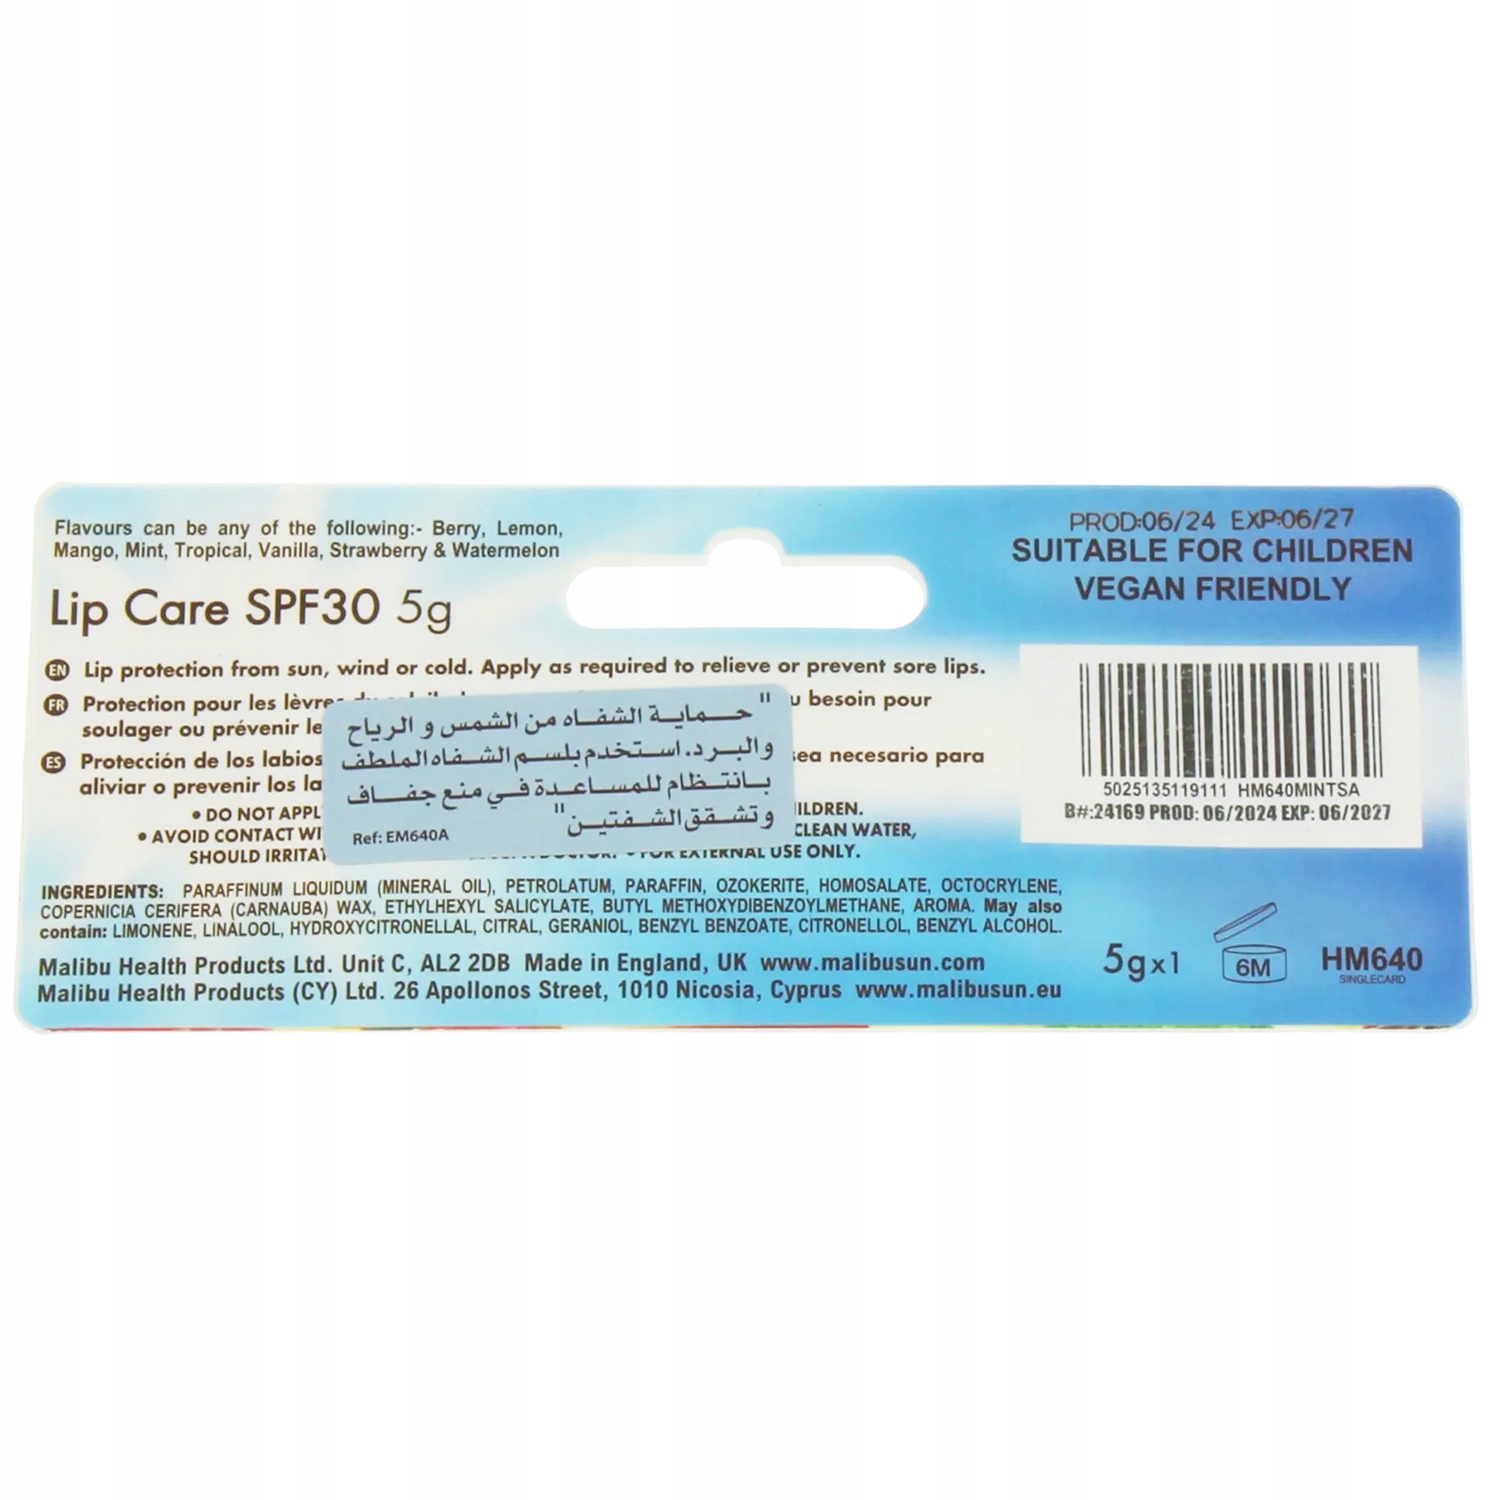 Flavours can be any of the following:- Berry, Lemon,
Mango, Mint, Tropical, Vanilla, Strawberry & Watermelon
Lip Care SPF30 5g
EN Lip protection from sun, wind or cold. Apply as required to relieve or prevent sore lips.
FR Protection pour les lèvres u besoin pour
soulager ou prévenir le
ES Protección de los labios sea necesario para
aliviar o prevenir los la
• DO NOT APPL ILDREN.
• AVOID CONTACT WI CLEAN WATER,
SHOULD IRRITAT DOCTOR. • FOR EXTERNAL USE ONLY.
" حماية الشفاه من الشمس و الرياح
والبرد. استخدم بلسم الشفاه الملطف
بانتظام للمساعدة في منع جفاف
وتشقق الشفتين"
Ref: EM640A
INGREDIENTS: PARAFFINUM LIQUIDUM (MINERAL OIL), PETROLATUM, PARAFFIN, OZOKERITE, HOMOSALATE, OCTOCRYLENE,
COPERNICIA CERIFERA (CARNAUBA) WAX, ETHYLHEXYL SALICYLATE, BUTYL METHOXYDIBENZOYLMETHANE, AROMA. May also
contain: LIMONENE, LINALOOL, HYDROXYCITRONELLAL, CITRAL, GERANIOL, BENZYL BENZOATE, CITRONELLOL, BENZYL ALCOHOL.
Malibu Health Products Ltd. Unit C, AL2 2DB Made in England, UK www.malibusun.com
Malibu Health Products (CY) Ltd. 26 Apollonos Street, 1010 Nicosia, Cyprus www.malibusun.eu
PROD:06/24 EXP:06/27
SUITABLE FOR CHILDREN
VEGAN FRIENDLY
5025135119111 HM640MINTSA
B#:24169 PROD: 06/2024 EXP: 06/2027
5gx1
6M
HM640
SINGLECARD